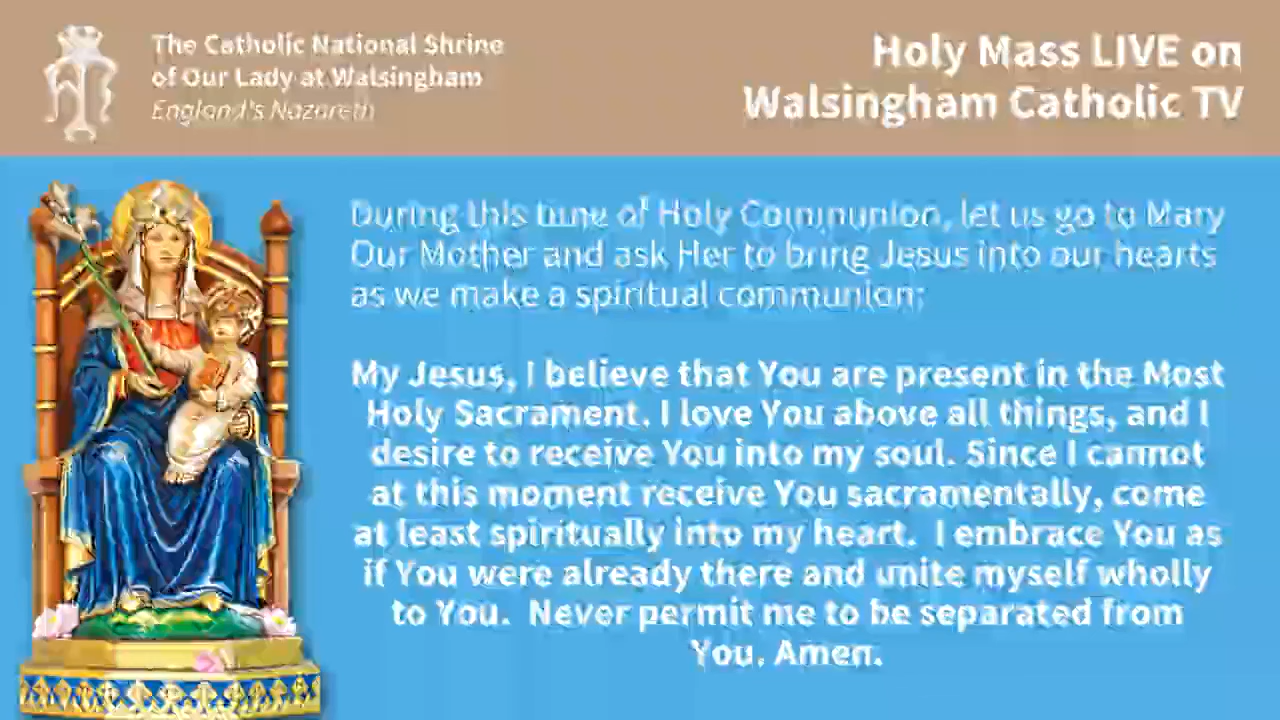 The Catholic National Shrine
of Our Lady at Walsingham
England's Nazareth
Holy Mass LIVE on
Walsingham Catholic TV
During this time of Holy Communion, let us go to Mary
Our Mother and ask Her to bring Jesus into our hearts
as we make a spiritual communion;
My Jesus, I believe that You are present in the Most
Holy Sacrament. I love You above all things, and I
desire to receive You into my soul. Since I cannot
at this moment receive You sacramentally, come
at least spiritually into my heart. I embrace You as
if You were already there and unite myself wholly
to You. Never permit me to be separated from
You. Amen.